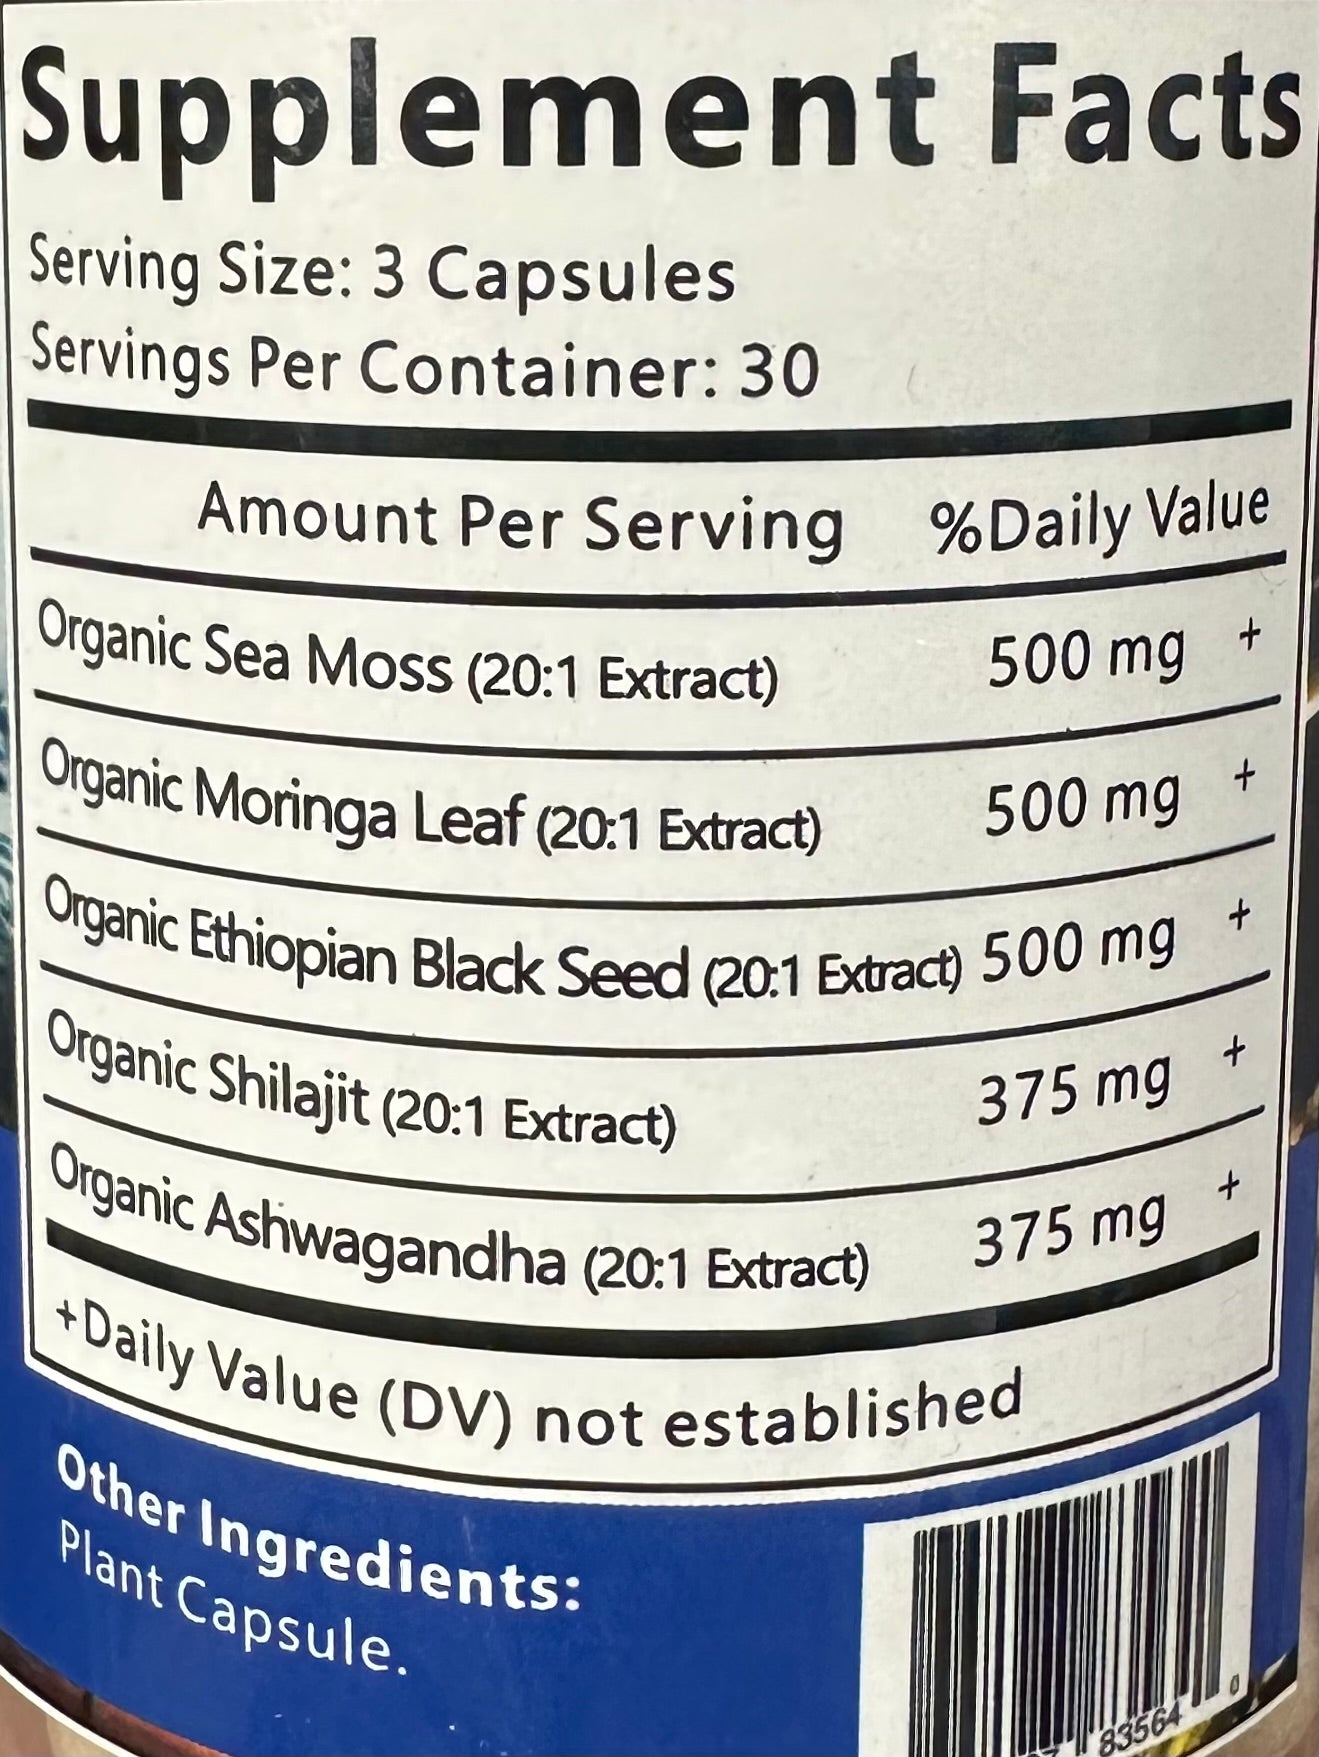 Supplement Facts
Serving Size: 3 Capsules
Servings Per Container: 30
Amount Per Serving %Daily Value
Organic Sea Moss (20:1 Extract) 500 mg +
Organic Moringa Leaf (20:1 Extract) 500 mg +
Organic Ethiopian Black Seed (20:1 Extract) 500 mg +
Organic Shilajit (20:1 Extract) 375 mg +
Organic Ashwagandha (20:1 Extract) 375 mg +
+Daily Value (DV) not established
Other Ingredients:
Plant Capsule.
83564 0